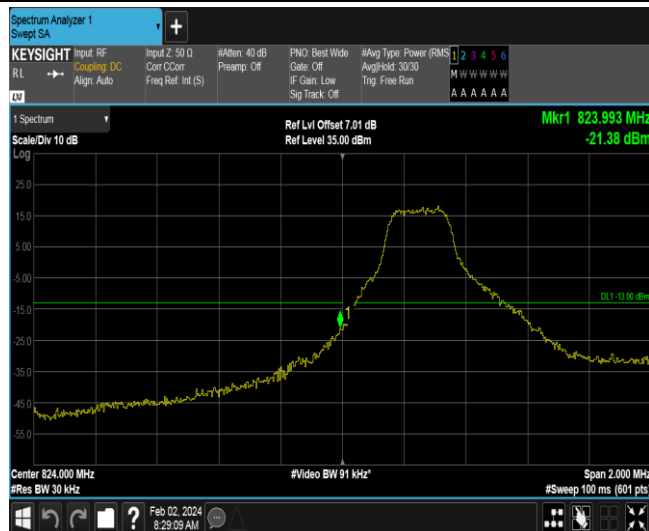 Spectrum Analyzer 1
Swept SA
KEYSIGHT
RL
Input: RF
Coupling: DC
Align: Auto
Input Z: 50 Ω
Corr CCorr
Freq Ref: Int (S)
#Atten: 40 dB
Preamp: Off
PNO: Best Wide
Gate: Off
IF Gain: Low
Sig Track: Off
#Avg Type: Power (RMS
Avg|Hold: 30/30
Trig: Free Run
1 2 3 4 5 6
M W W W W W
A A A A A A
LXI
1 Spectrum
Scale/Div 10 dB
Log
Ref Lvl Offset 7.01 dB
Ref Level 35.00 dBm
Mkr1 823.993 MHz
-21.38 dBm
25.0
15.0
5.00
-5.00
DL1 -13.00 dBm
-15.0
1
-25.0
-35.0
-45.0
-55.0
Center 824.000 MHz
#Res BW 30 kHz
#Video BW 91 kHz*
Span 2.000 MHz
#Sweep 100 ms (601 pts)
?
Feb 02, 2024
8:29:09 AM